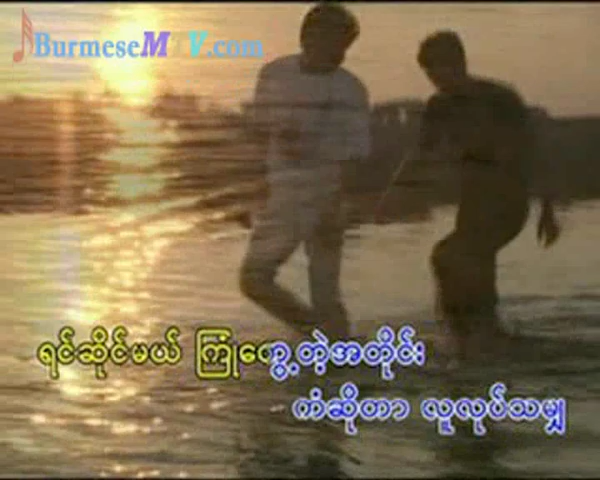 BurmeseMTV.com
ရင်ဆိုင်မယ် ကြုံတွေ့တဲ့အတိုင်း
ကံဆိုတာ လူလုပ်သမျှ